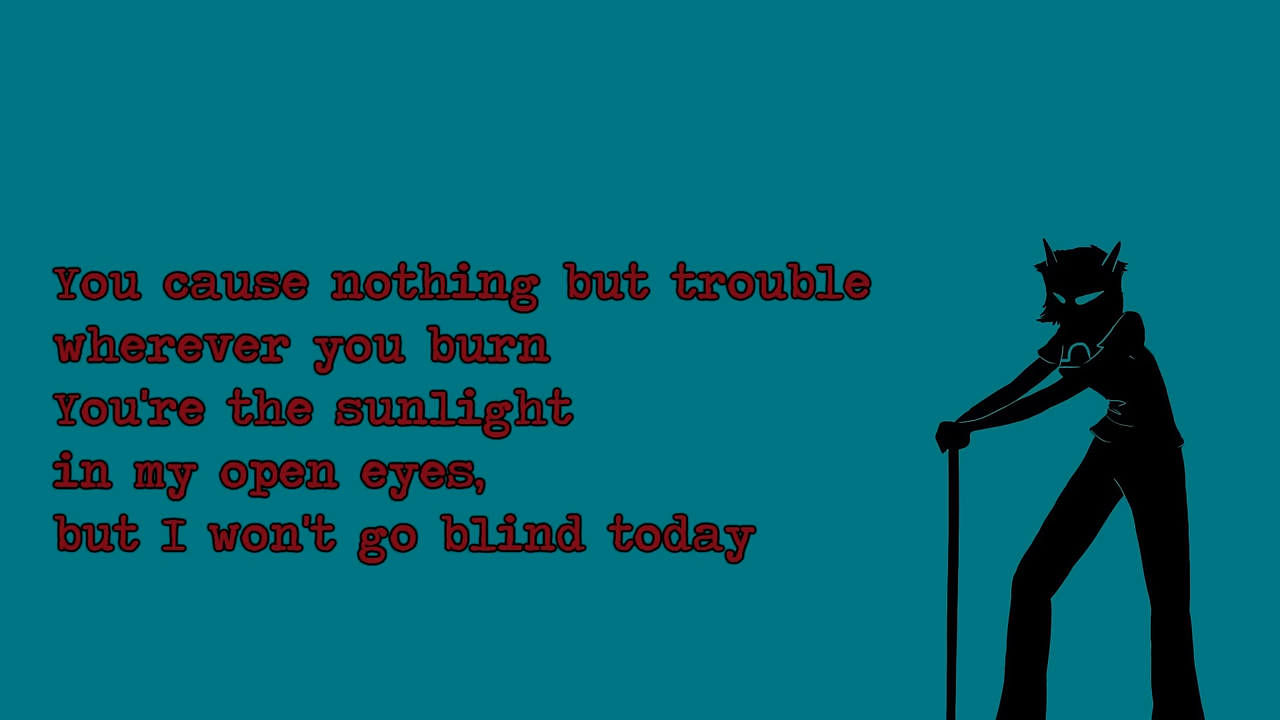 You cause nothing but trouble
wherever you burn
You're the sunlight
in my open eyes,
but I won't go blind today